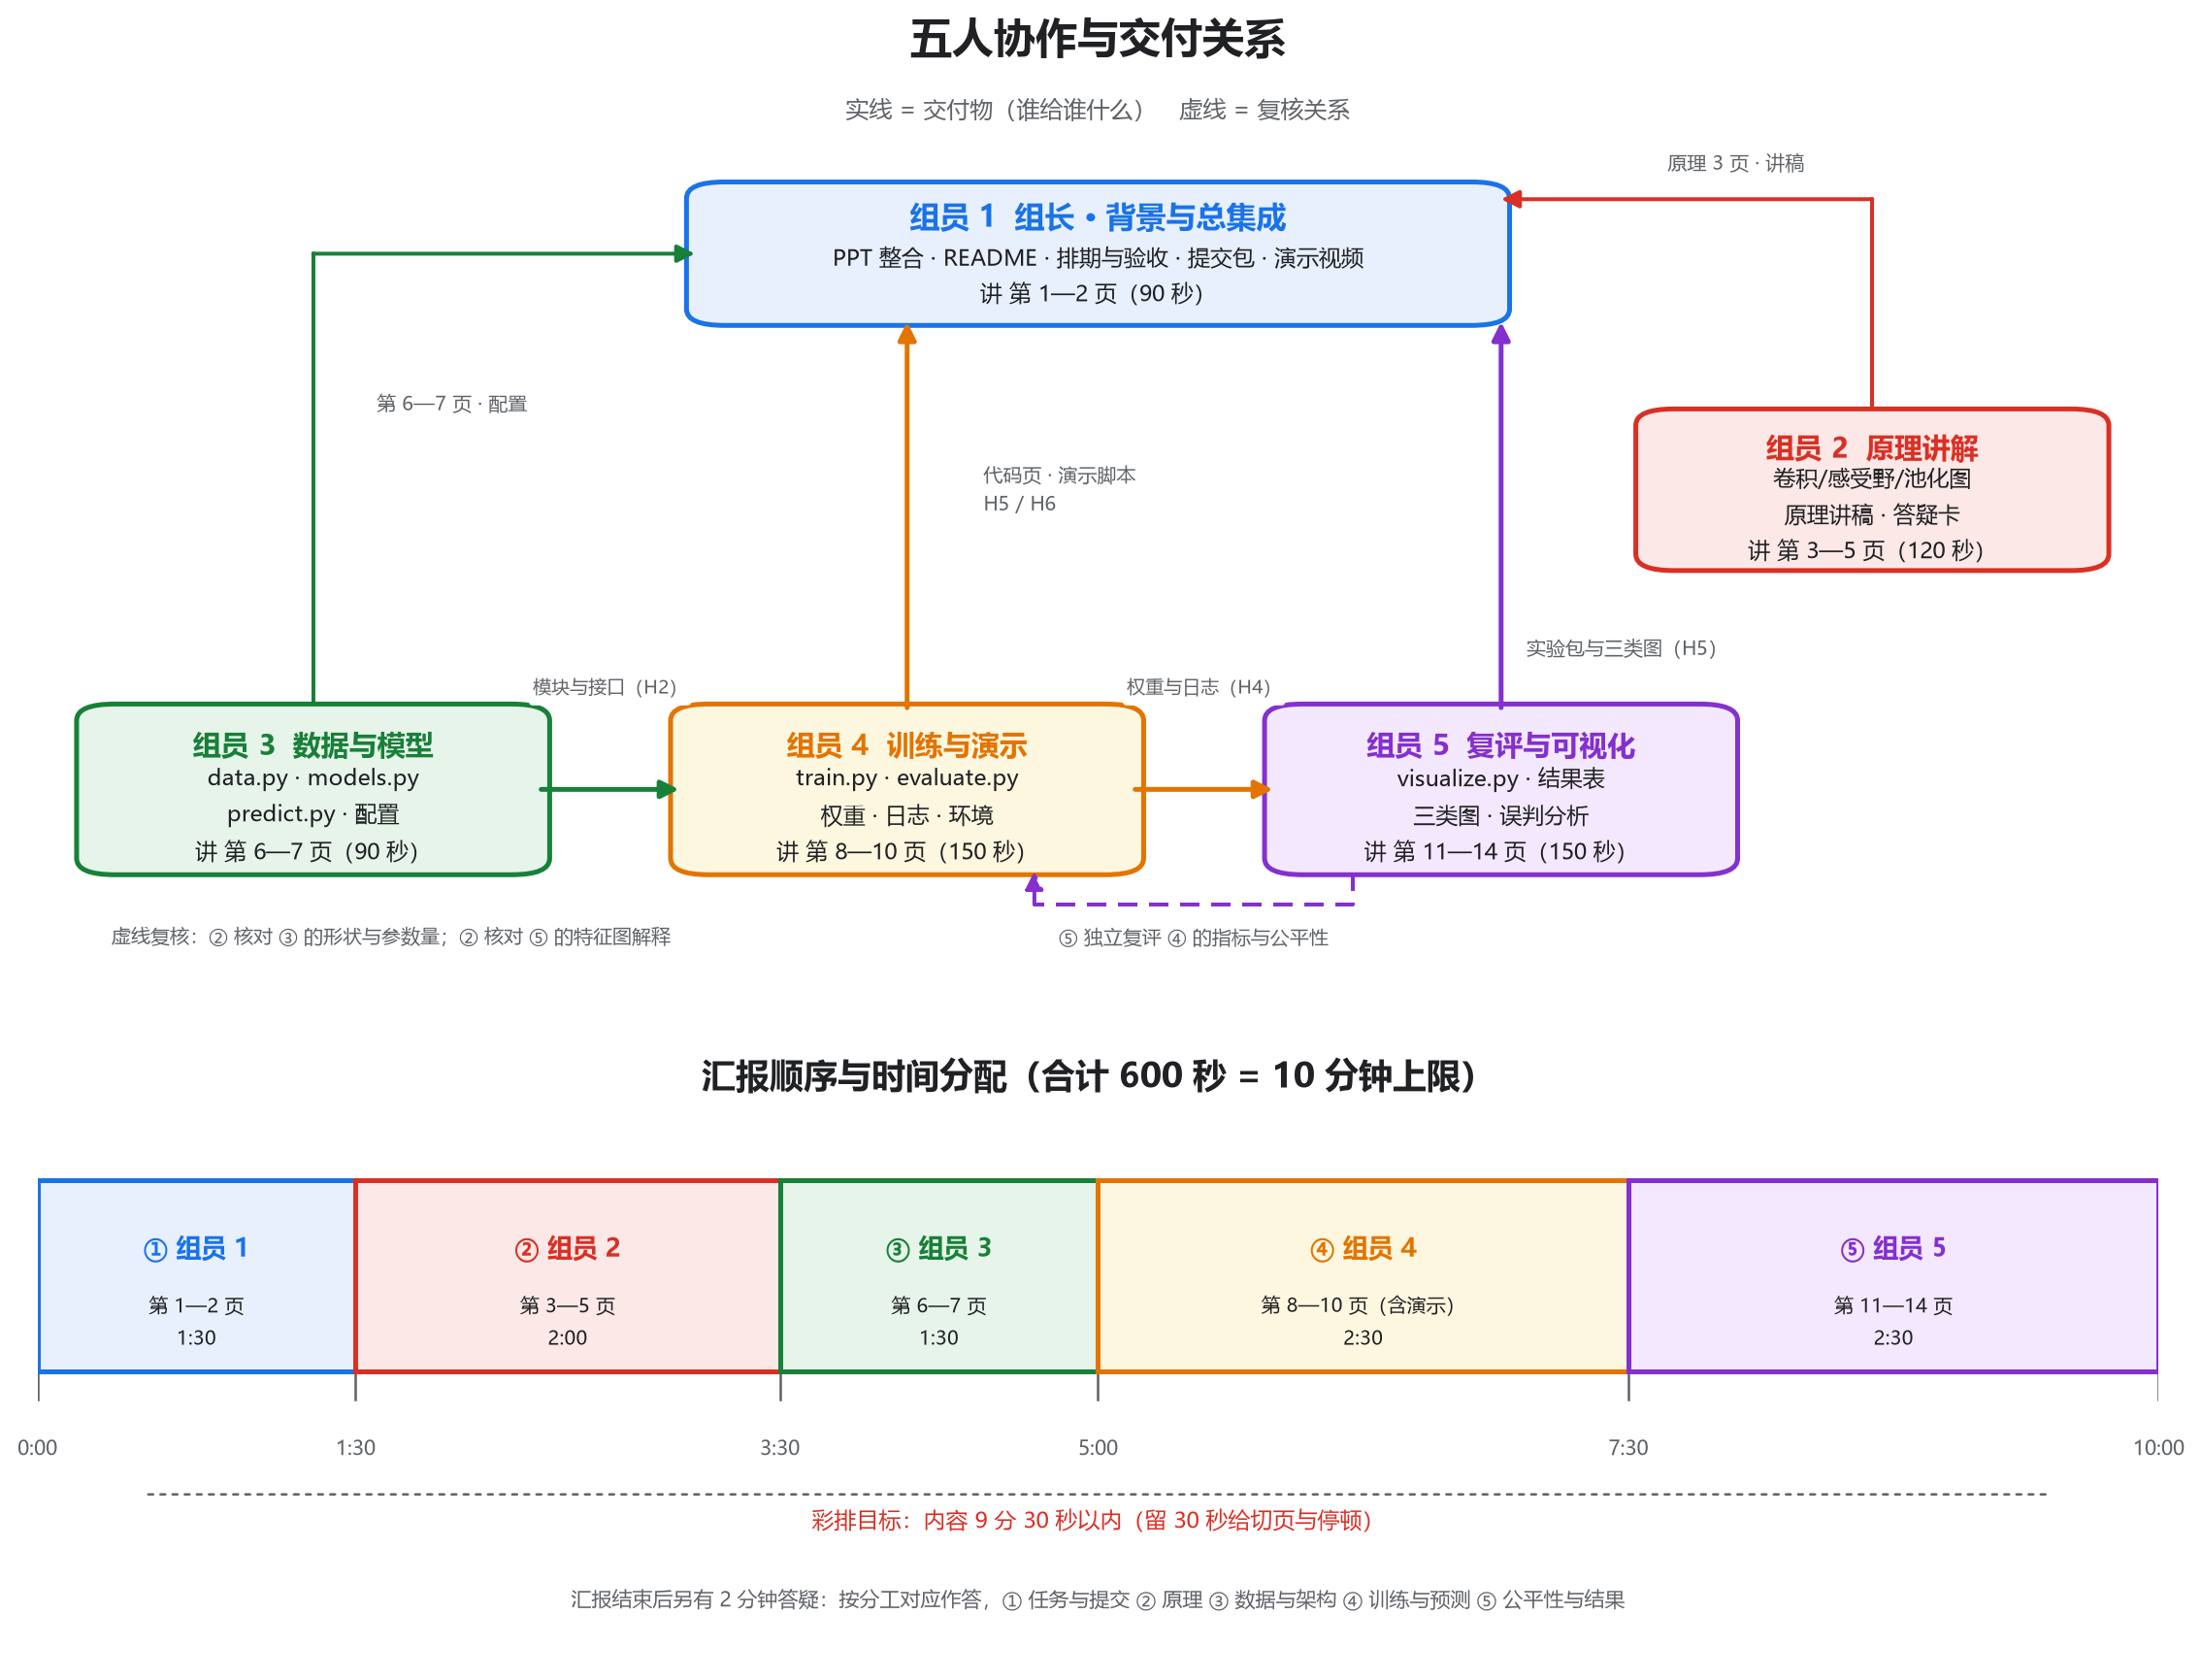 五人协作与交付关系
实线 = 交付物（谁给谁什么）　虚线 = 复核关系
原理 3 页 · 讲稿
组员 1  组长·背景与总集成
PPT 整合 · README · 排期与验收 · 提交包 · 演示视频
讲 第 1—2 页（90 秒）
第 6—7 页 · 配置
组员 2  原理讲解
卷积/感受野/池化图
原理讲稿 · 答疑卡
讲 第 3—5 页（120 秒）
代码页 · 演示脚本
H5 / H6
实验包与三类图（H5）
模块与接口（H2）
权重与日志（H4）
组员 3  数据与模型
data.py · models.py
predict.py · 配置
讲 第 6—7 页（90 秒）
组员 4  训练与演示
train.py · evaluate.py
权重 · 日志 · 环境
讲 第 8—10 页（150 秒）
组员 5  复评与可视化
visualize.py · 结果表
三类图 · 误判分析
讲 第 11—14 页（150 秒）
虚线复核：② 核对 ③ 的形状与参数量；② 核对 ⑤ 的特征图解释
⑤ 独立复评 ④ 的指标与公平性
汇报顺序与时间分配（合计 600 秒 = 10 分钟上限）
① 组员 1
第 1—2 页
1:30
② 组员 2
第 3—5 页
2:00
③ 组员 3
第 6—7 页
1:30
④ 组员 4
第 8—10 页（含演示）
2:30
⑤ 组员 5
第 11—14 页
2:30
0:00
1:30
3:30
5:00
7:30
10:00
彩排目标：内容 9 分 30 秒以内（留 30 秒给切页与停顿）
汇报结束后另有 2 分钟答疑：按分工对应作答，① 任务与提交 ② 原理 ③ 数据与架构 ④ 训练与预测 ⑤ 公平性与结果